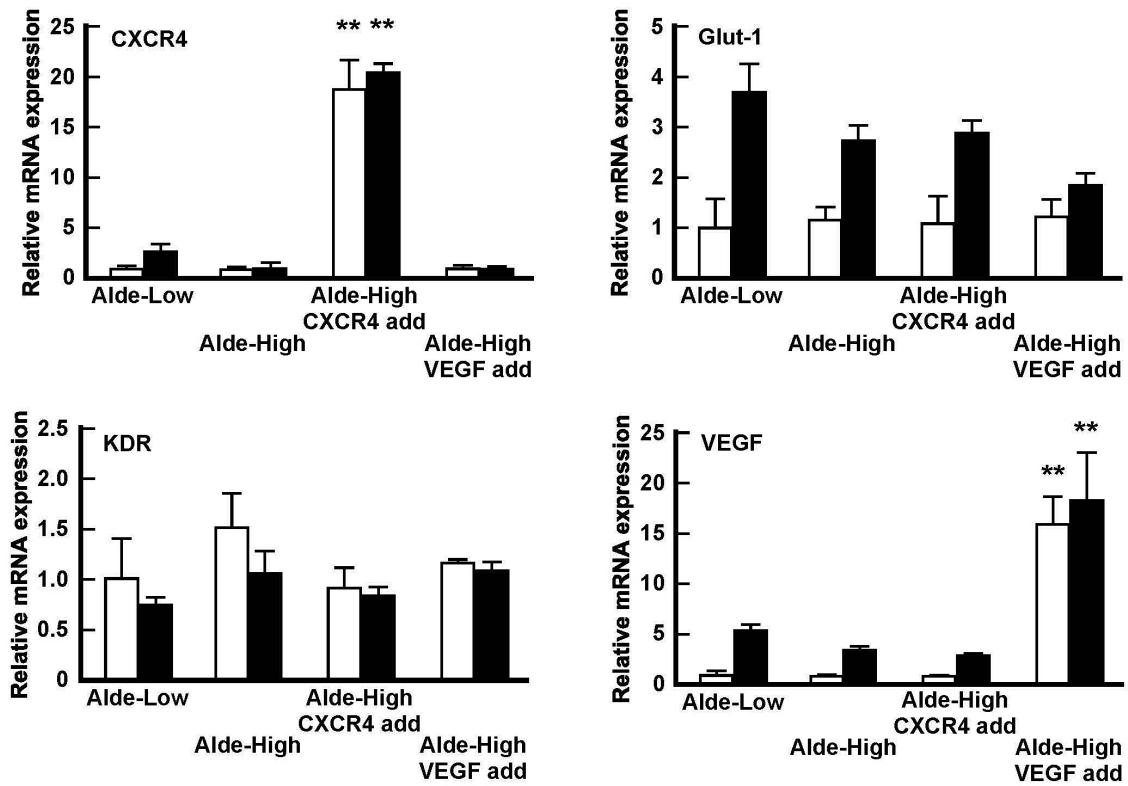 CXCR4
Relative mRNA expression
25
20
15
10
5
0
** **
Alde-Low
Alde-High
Alde-High
CXCR4 add
Alde-High
VEGF add
Glut-1
Relative mRNA expression
5
4
3
2
1
0
Alde-Low
Alde-High
Alde-High
CXCR4 add
Alde-High
VEGF add
KDR
Relative mRNA expression
2.5
2.0
1.5
1.0
0.5
0
Alde-Low
Alde-High
Alde-High
CXCR4 add
Alde-High
VEGF add
VEGF
Relative mRNA expression
25
20
15
10
5
0
**
**
Alde-Low
Alde-High
Alde-High
CXCR4 add
Alde-High
VEGF add